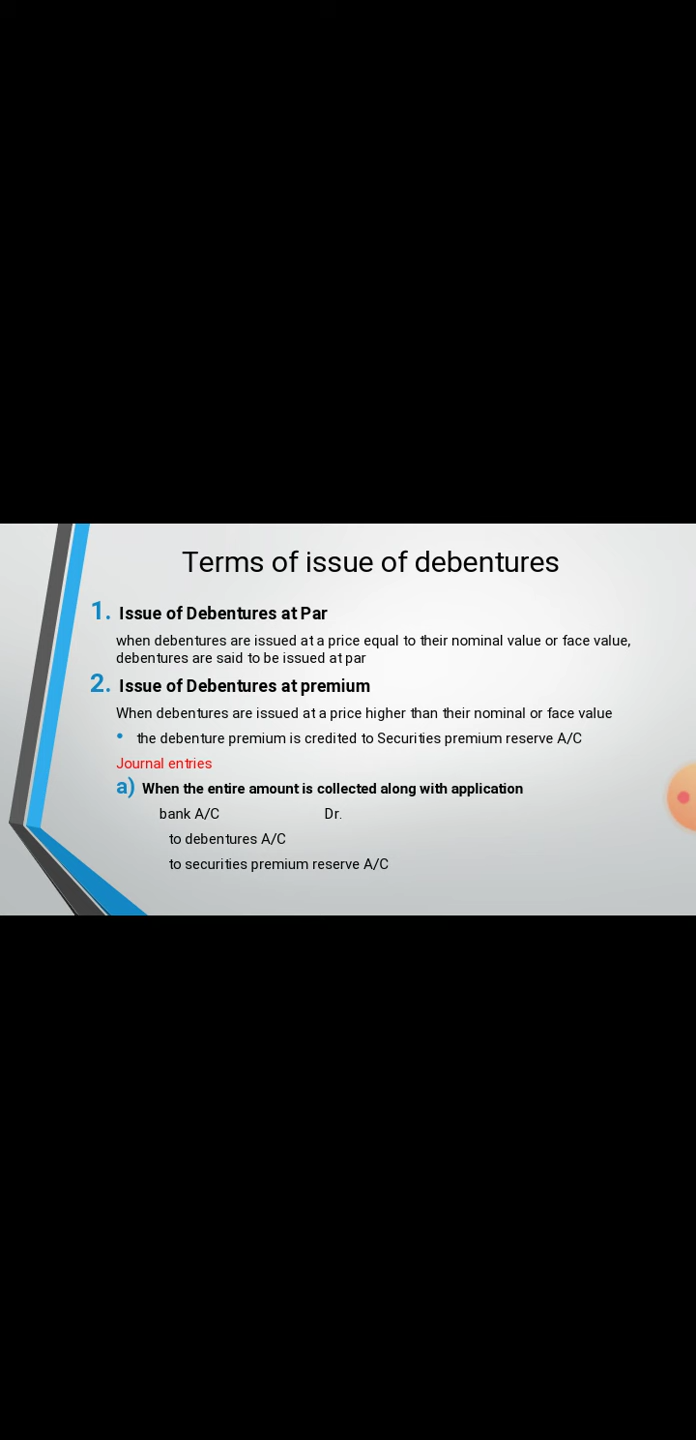 Terms of issue of debentures
1. Issue of Debentures at Par
when debentures are issued at a price equal to their nominal value or face value,
debentures are said to be issued at par
2. Issue of Debentures at premium
When debentures are issued at a price higher than their nominal or face value
• the debenture premium is credited to Securities premium reserve A/C
Journal entries
a) When the entire amount is collected along with application
bank A/C Dr.
to debentures A/C
to securities premium reserve A/C